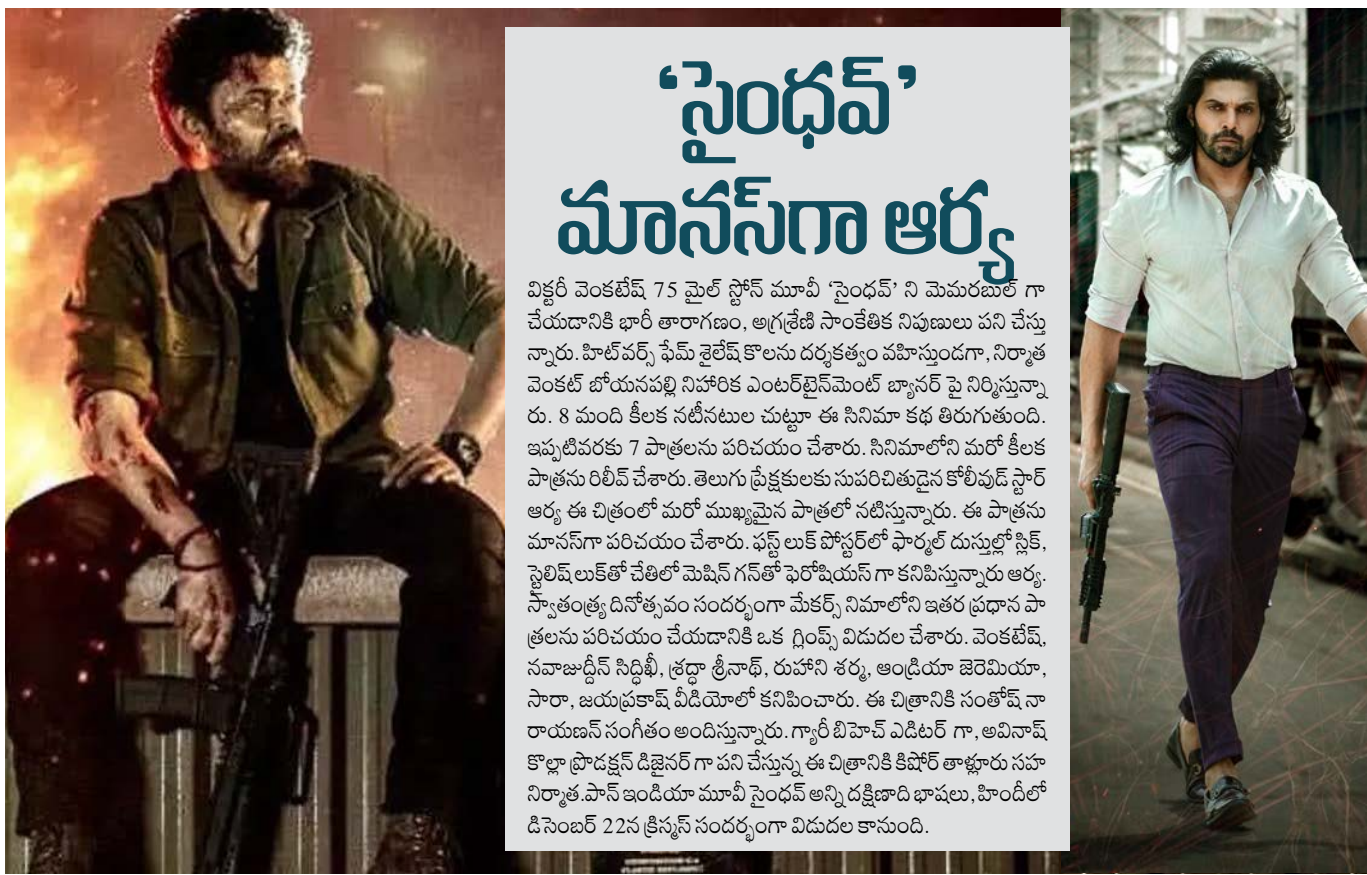 ‘సైంధవ్’
మానస్‌గా ఆర్య
విక్టరీ వెంకటేష్ 75 మైల్ స్టోన్ మూవీ ‘సైంధవ్’ ని మెమరబుల్ గా
చేయడానికి భారీ తారాగణం, అగ్రశ్రేణి సాంకేతిక నిపుణులు పని చేస్తు
న్నారు. హిట్‌వర్స్ ఫేమ్ శైలేష్ కొలను దర్శకత్వం వహిస్తుండగా, నిర్మాత
వెంకట్ బోయనపల్లి నిహారిక ఎంటర్‌టైన్‌మెంట్ బ్యానర్ పై నిర్మిస్తున్నా
రు. 8 మంది కీలక నటీనటుల చుట్టూ ఈ సినిమా కథ తిరుగుతుంది.
ఇప్పటివరకు 7 పాత్రలను పరిచయం చేశారు. సినిమాలోని మరో కీలక
పాత్రను రిలీవ్ చేశారు. తెలుగు ప్రేక్షకులకు సుపరిచితుడైన కోలీవుడ్ స్టార్
ఆర్య ఈ చిత్రంలో మరో ముఖ్యమైన పాత్రలో నటిస్తున్నారు. ఈ పాత్రను
మానస్‌గా పరిచయం చేశారు. ఫస్ట్ లుక్ పోస్టర్‌లో ఫార్మల్ దుస్తుల్లో స్లిక్,
స్టైలిష్ లుక్‌తో చేతిలో మెషిన్ గన్‌తో ఫెరోషియస్ గా కనిపిస్తున్నారు ఆర్య.
స్వాతంత్ర్య దినోత్సవం సందర్భంగా మేకర్స్ నిమాలోని ఇతర ప్రధాన పా
త్రలను పరిచయం చేయడానికి ఒక గ్లింప్స్ విడుదల చేశారు. వెంకటేష్,
నవాజుద్దీన్ సిద్ధిఖీ, శ్రద్ధా శ్రీనాథ్, రుహాని శర్మ, ఆండ్రియా జెరెమియా,
సారా, జయప్రకాష్ వీడియోలో కనిపించారు. ఈ చిత్రానికి సంతోష్ నా
రాయణన్ సంగీతం అందిస్తున్నారు. గ్యారీ బిహెచ్ ఎడిటర్ గా, అవినాష్
కొల్లా ప్రొడక్షన్ డిజైనర్ గా పని చేస్తున్న ఈ చిత్రానికి కిషోర్ తాళ్లూరు సహ
నిర్మాత.పాన్ ఇండియా మూవీ సైంధవ్ అన్ని దక్షిణాది భాషలు, హిందీలో
డిసెంబర్ 22న క్రిస్మస్ సందర్భంగా విడుదల కానుంది.